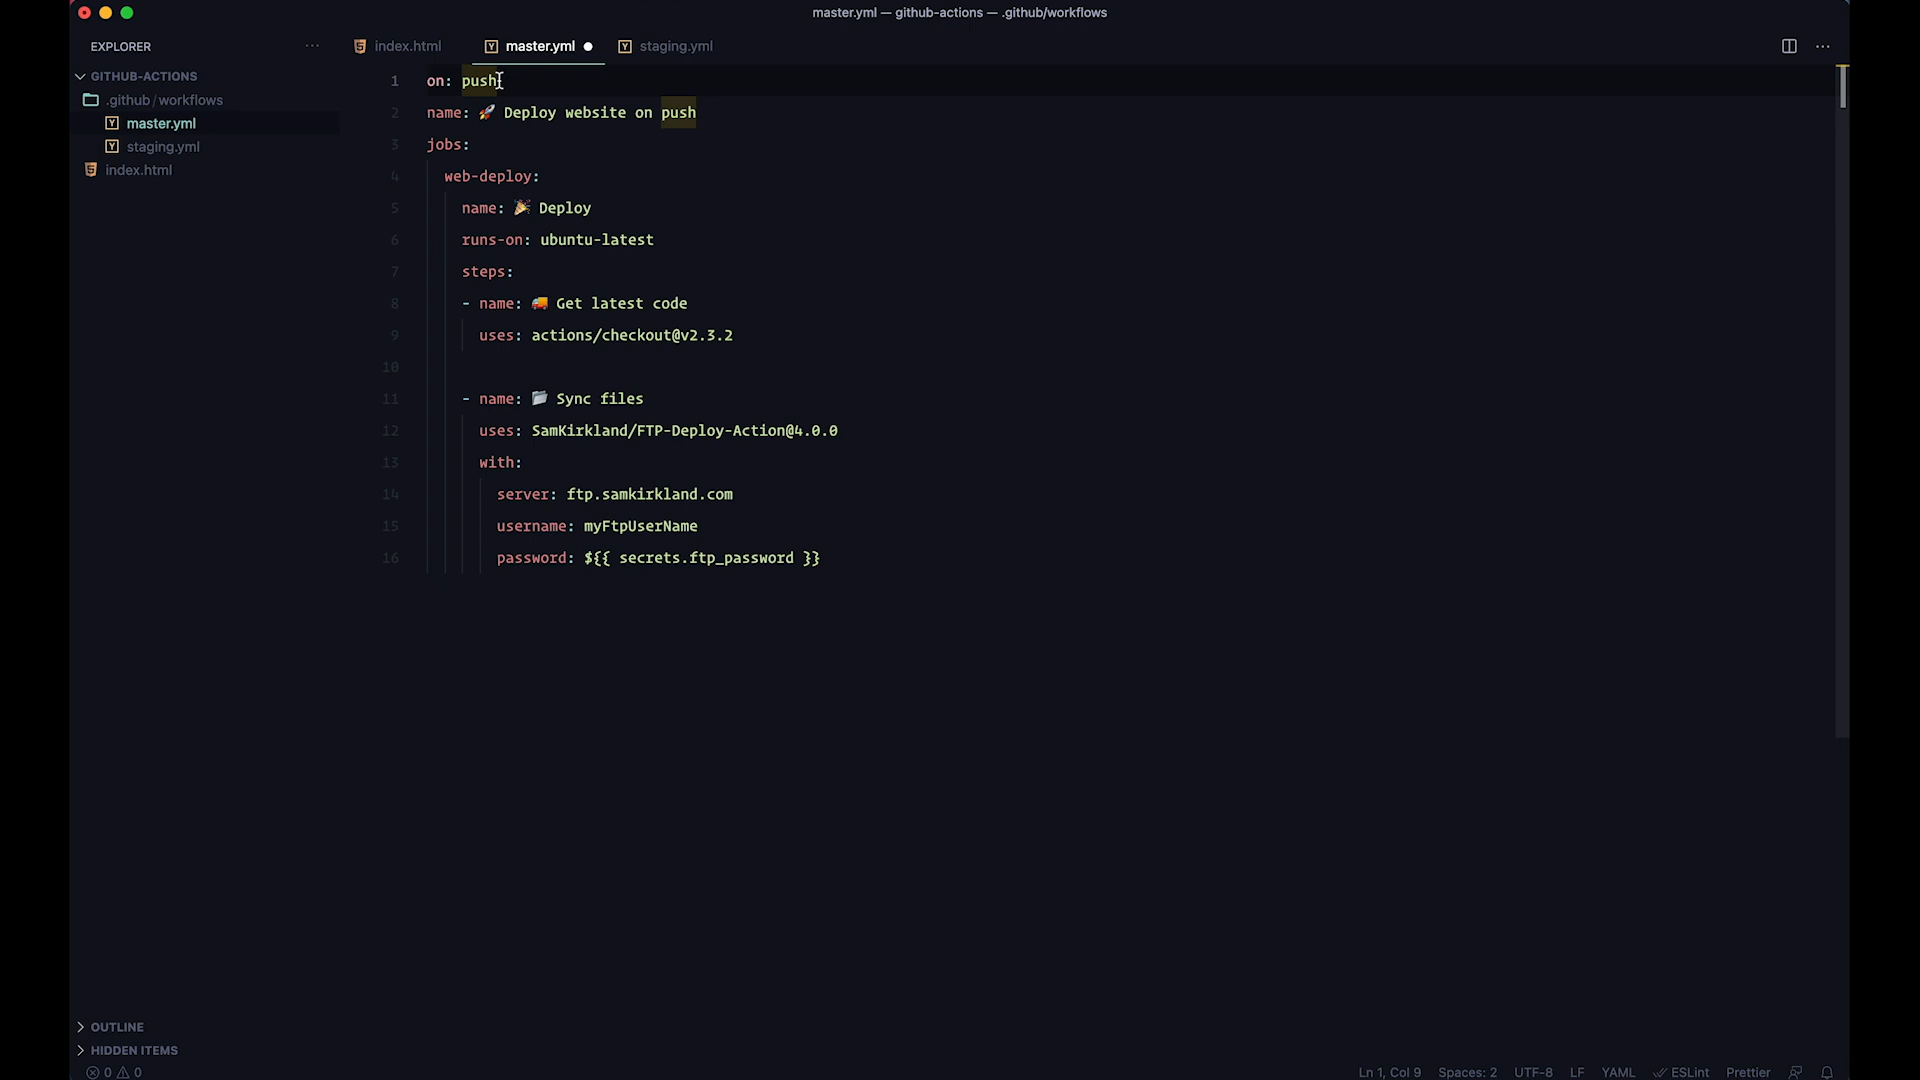 master.yml — github-actions — .github/workflows
EXPLORER
index.html
master.yml
staging.yml
GITHUB-ACTIONS
.github/workflows
master.yml
staging.yml
index.html
1 on: push
2 name: 🚀 Deploy website on push
3 jobs:
4 web-deploy:
5 name: 🎉 Deploy
6 runs-on: ubuntu-latest
7 steps:
8 - name: 🚚 Get latest code
9 uses: actions/checkout@v2.3.2
10
11 - name: 📂 Sync files
12 uses: SamKirkland/FTP-Deploy-Action@4.0.0
13 with:
14 server: ftp.samkirkland.com
15 username: myFtpUserName
16 password: ${{ secrets.ftp_password }}
OUTLINE
HIDDEN ITEMS
0 0
Ln 1, Col 9 Spaces: 2 UTF-8 LF YAML ESLint Prettier